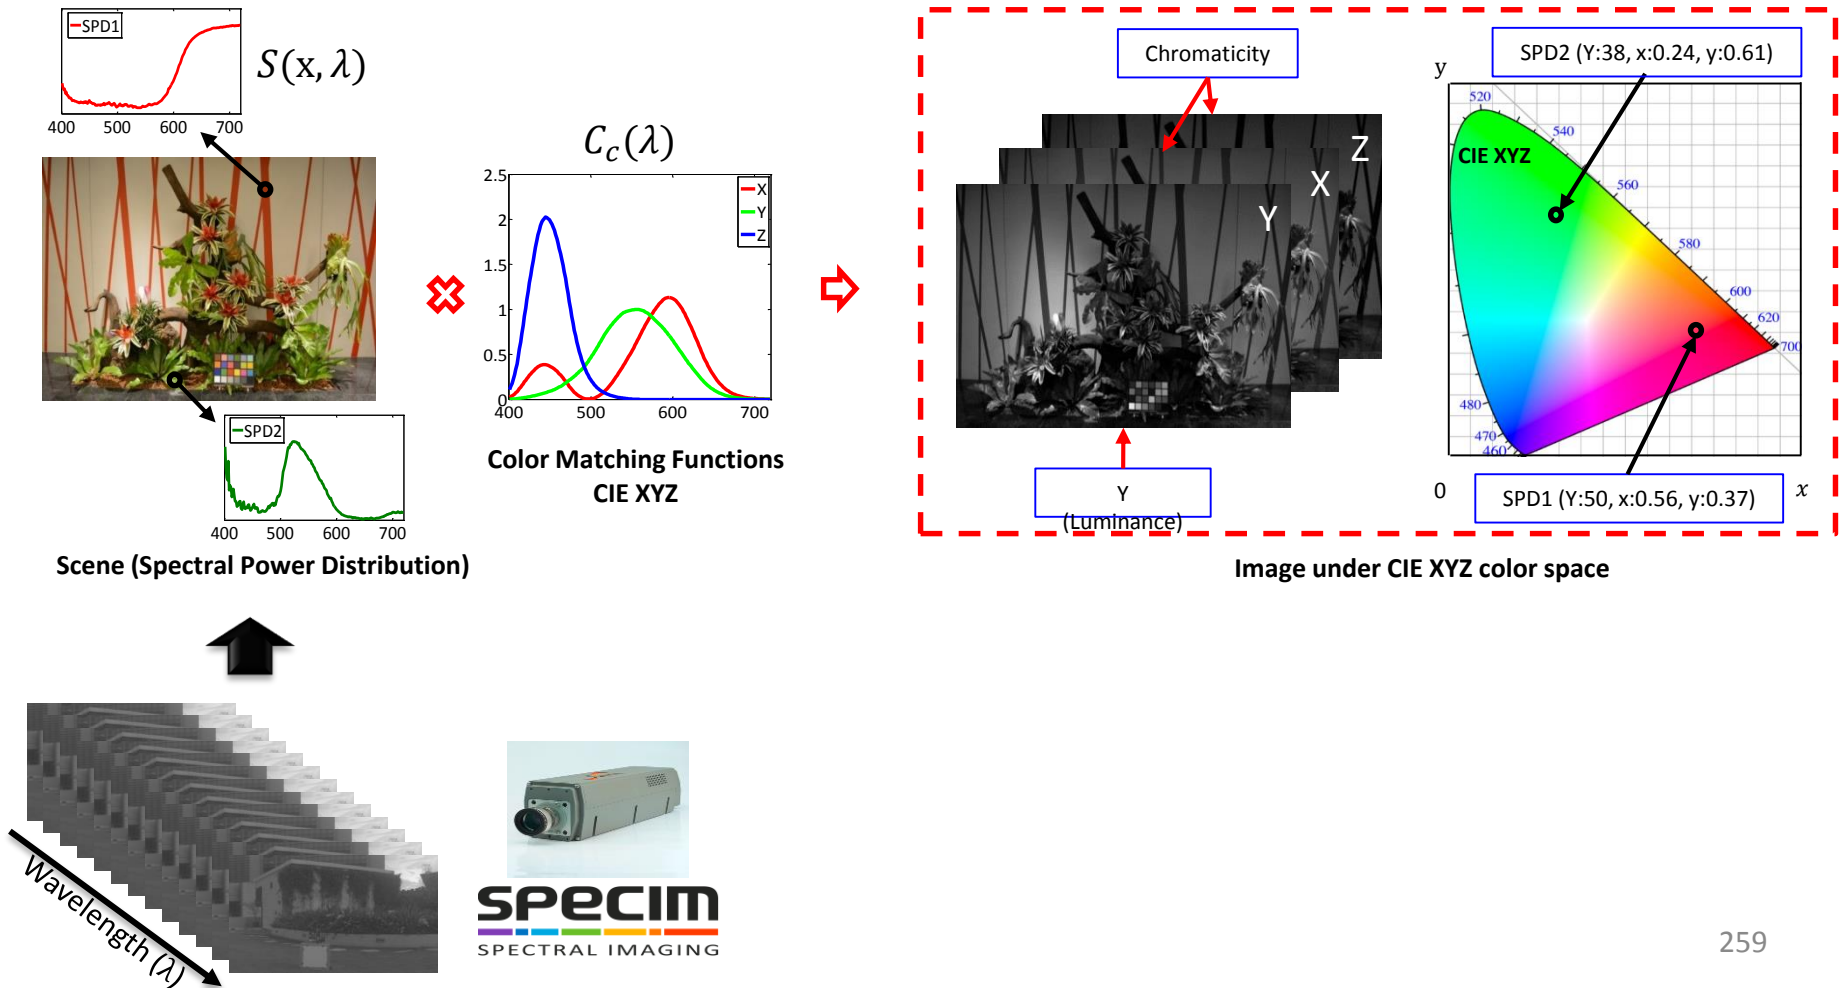 SPD1
S(x, λ)
400 500 600 700
SPD2
400 500 600 700
Scene (Spectral Power Distribution)
C_c(λ)
2.5
2
1.5
1
0.5
0
X
Y
Z
400 500 600 700
Color Matching Functions
CIE XYZ
Chromaticity
Z
X
Y
Y
(Luminance)
SPD2 (Y:38, x:0.24, y:0.61)
y
520
540
CIE XYZ
560
580
600
620
700
480
470
460
0
x
SPD1 (Y:50, x:0.56, y:0.37)
Image under CIE XYZ color space
Wavelength (λ)
SPECIM
SPECTRAL IMAGING
259